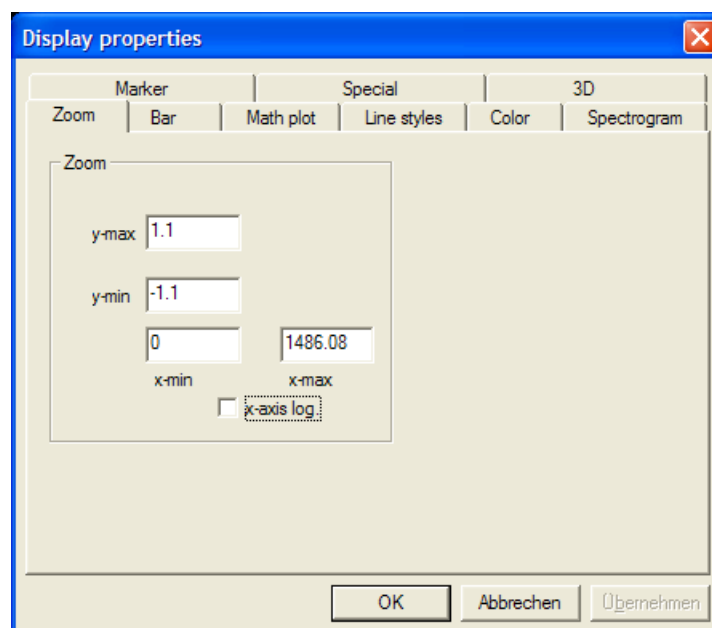 Display properties
Marker Special 3D
Zoom Bar Math plot Line styles Color Spectrogram
Zoom
y-max 1.1
y-min -1.1
0 1486.08
x-min x-max
x-axis log.
OK Abbrechen Übernehmen